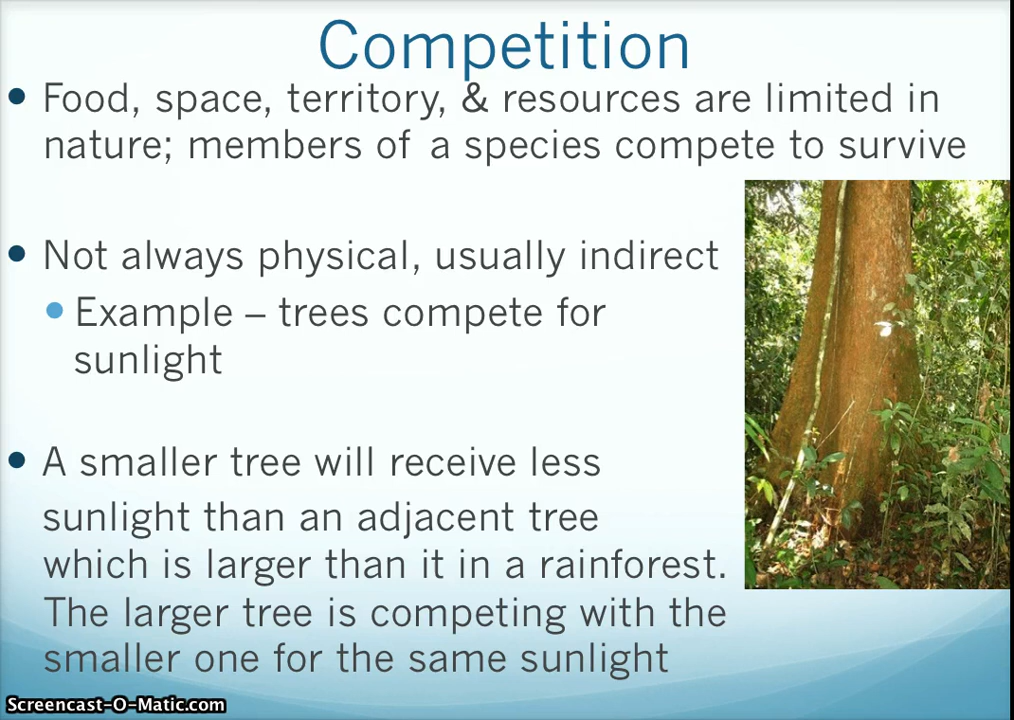 Competition
• Food, space, territory, & resources are limited in
nature; members of a species compete to survive
• Not always physical, usually indirect
• Example – trees compete for
sunlight
• A smaller tree will receive less
sunlight than an adjacent tree
which is larger than it in a rainforest.
The larger tree is competing with the
smaller one for the same sunlight
Screencast-O-Matic.com